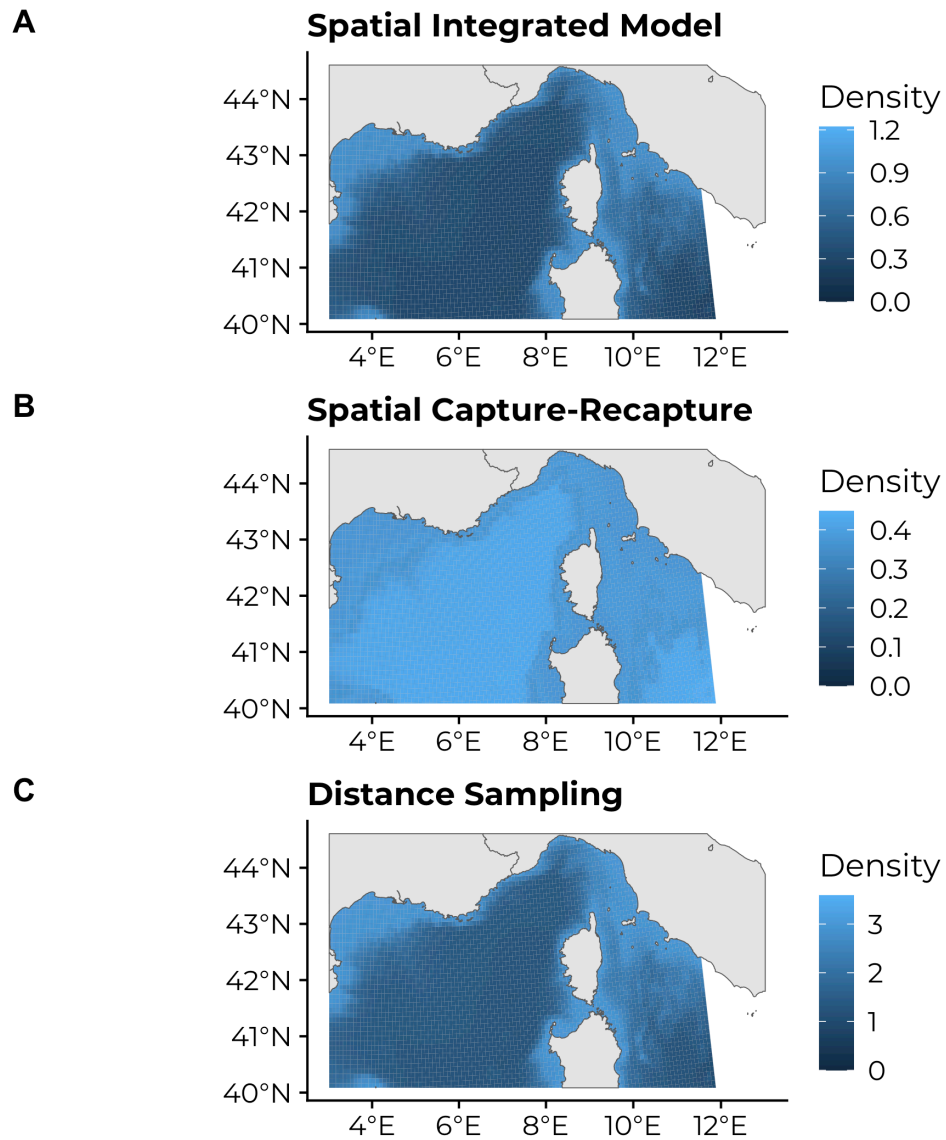 A
Spatial Integrated Model
44°N
43°N
42°N
41°N
40°N
4°E 6°E 8°E 10°E 12°E
Density
1.2
0.9
0.6
0.3
0.0
B
Spatial Capture-Recapture
44°N
43°N
42°N
41°N
40°N
4°E 6°E 8°E 10°E 12°E
Density
0.4
0.3
0.2
0.1
0.0
C
Distance Sampling
44°N
43°N
42°N
41°N
40°N
4°E 6°E 8°E 10°E 12°E
Density
3
2
1
0